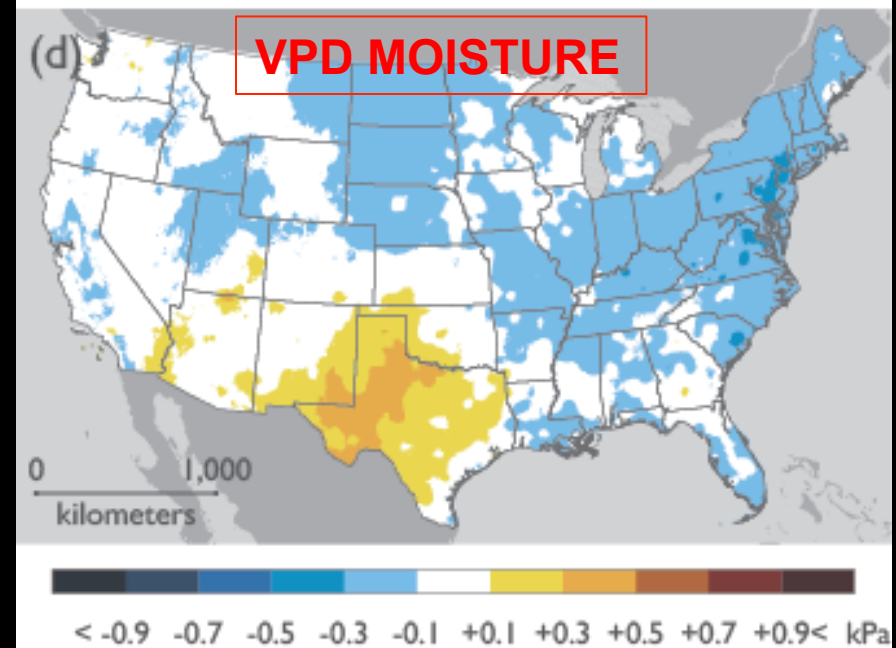 (d)
VPD MOISTURE
0 1,000
kilometers
< -0.9 -0.7 -0.5 -0.3 -0.1 +0.1 +0.3 +0.5 +0.7 +0.9< kPa